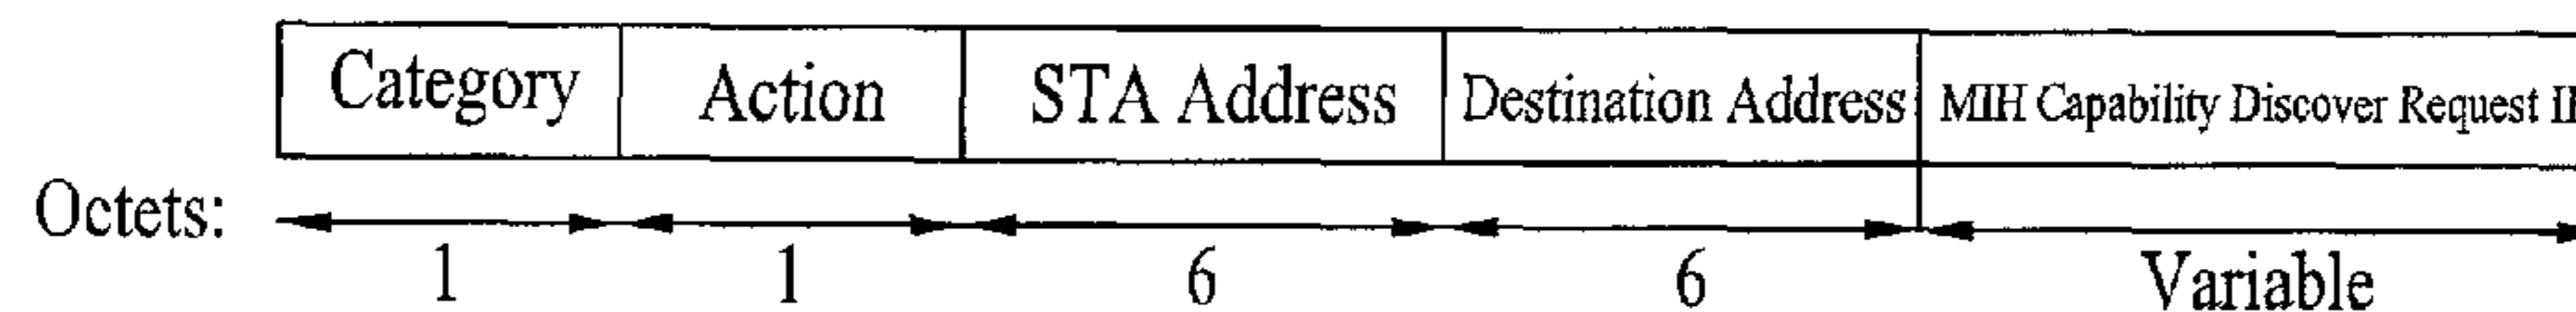 Category Action STA Address Destination Address MIH Capability Discover Request
Octets:
1 1 6 6 Variable